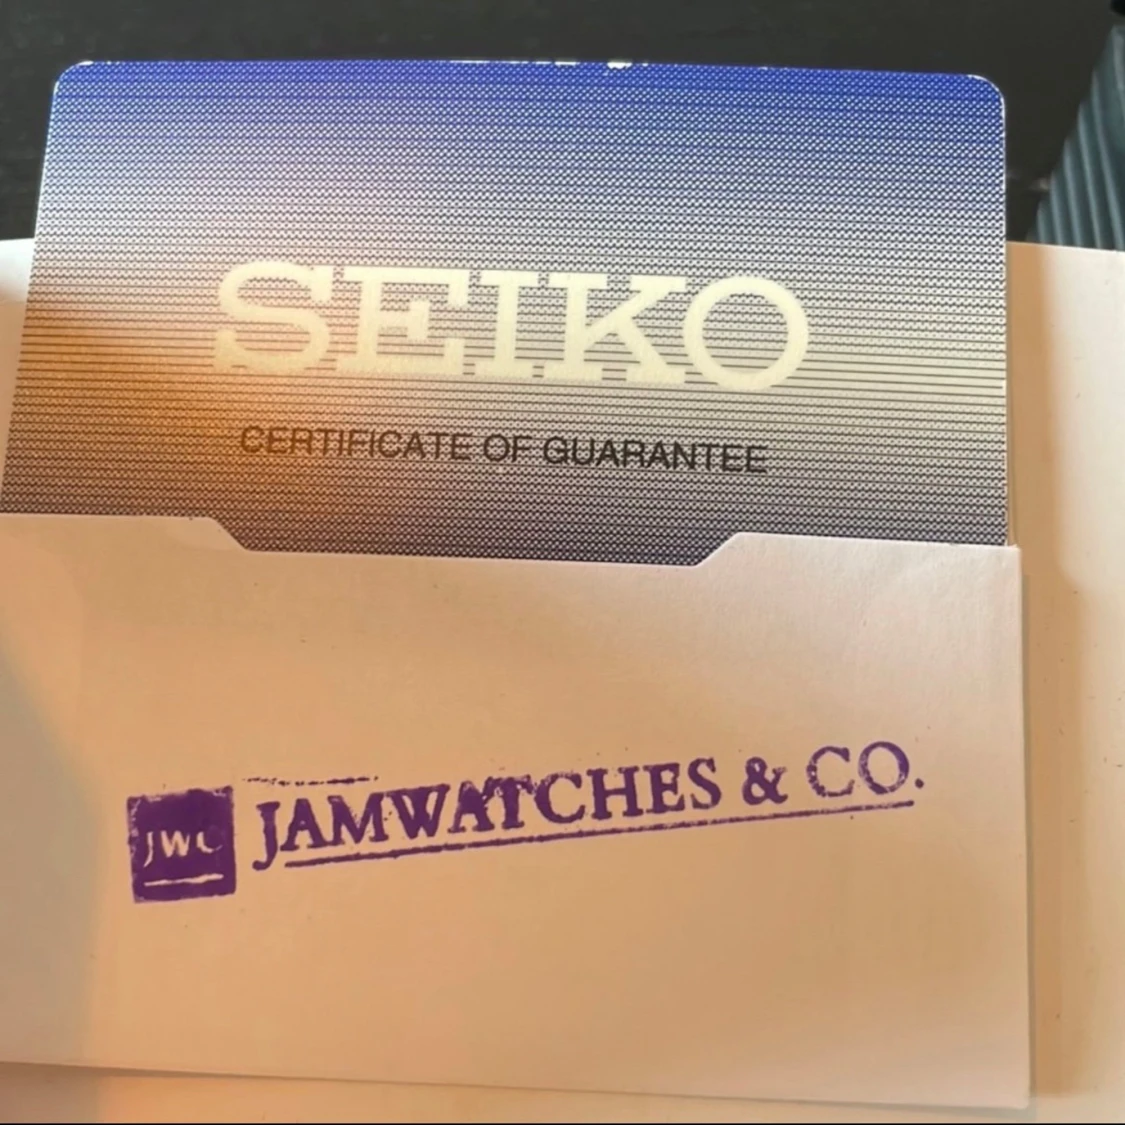 SEIKO
CERTIFICATE OF GUARANTEE
JWC
JAMWATCHES & CO.